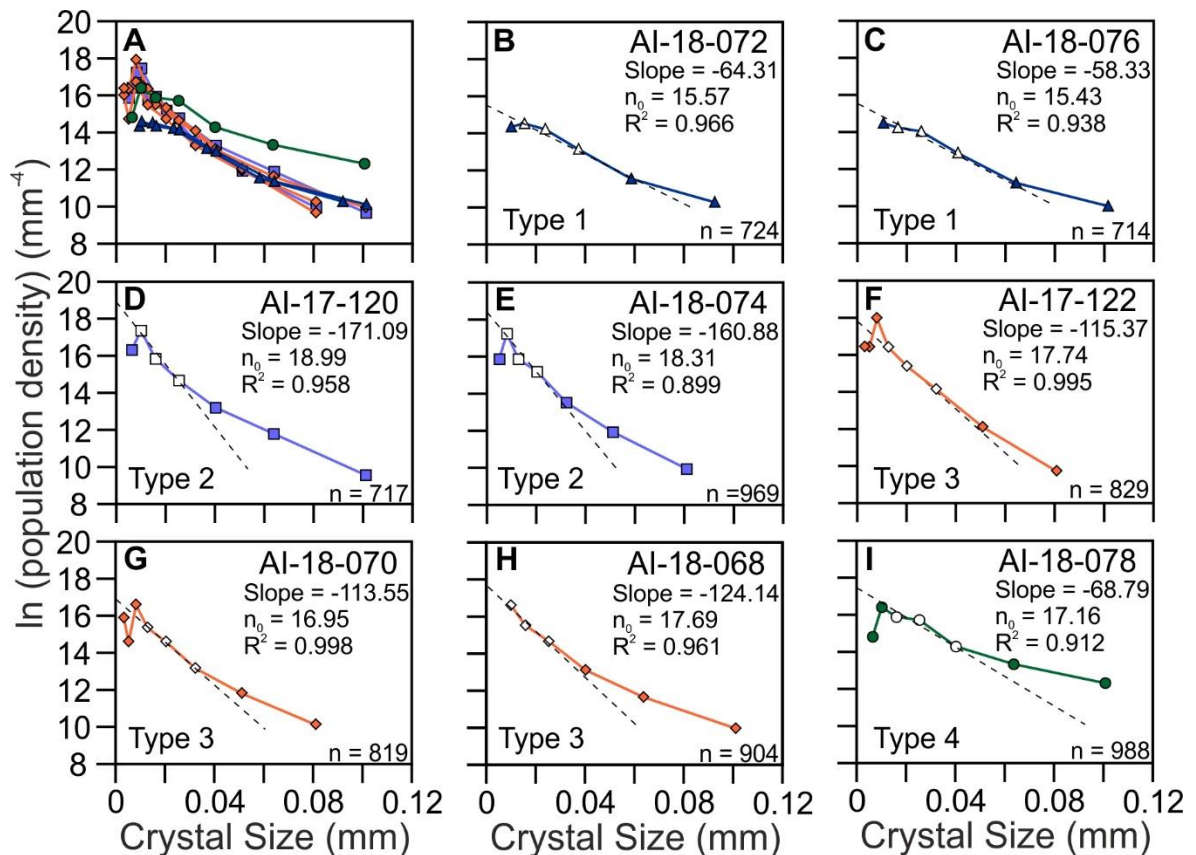 ln (population density) (mm⁻⁴)
20
18
16
14
12
10
8
A
B
AI-18-072
Slope = -64.31
n₀ = 15.57
R² = 0.966
Type 1
n = 724
C
AI-18-076
Slope = -58.33
n₀ = 15.43
R² = 0.938
Type 1
n = 714
20
18
16
14
12
10
8
D
AI-17-120
Slope = -171.09
n₀ = 18.99
R² = 0.958
Type 2
n = 717
E
AI-18-074
Slope = -160.88
n₀ = 18.31
R² = 0.899
Type 2
n =969
F
AI-17-122
Slope = -115.37
n₀ = 17.74
R² = 0.995
Type 3
n = 829
20
18
16
14
12
10
8
G
AI-18-070
Slope = -113.55
n₀ = 16.95
R² = 0.998
Type 3
n = 819
H
AI-18-068
Slope = -124.14
n₀ = 17.69
R² = 0.961
Type 3
n = 904
I
AI-18-078
Slope = -68.79
n₀ = 17.16
R² = 0.912
Type 4
n = 988
0 0.04 0.08 0.12
0 0.04 0.08 0.12
0 0.04 0.08 0.12
Crystal Size (mm)
Crystal Size (mm)
Crystal Size (mm)